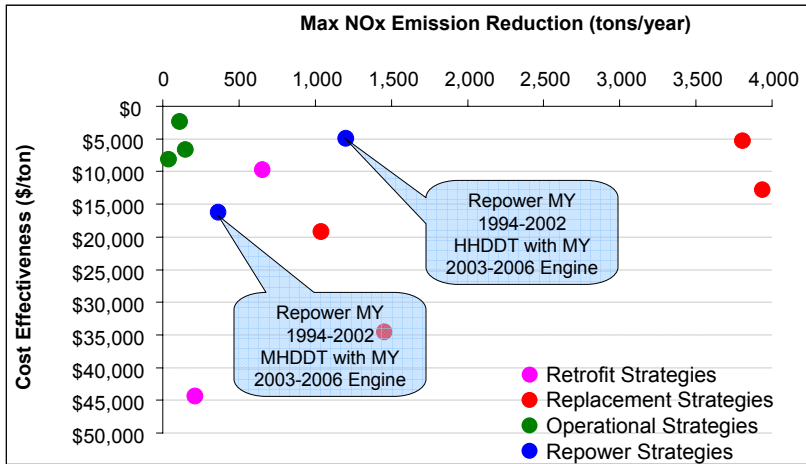 Max NOx Emission Reduction (tons/year)
0 500 1,000 1,500 2,000 2,500 3,000 3,500 4,000
Cost Effectiveness ($/ton)
$0
$5,000
$10,000
$15,000
$20,000
$25,000
$30,000
$35,000
$40,000
$45,000
$50,000
Repower MY
1994-2002
HHDDT with MY
2003-2006 Engine
Repower MY
1994-2002
MHDDT with MY
2003-2006 Engine
Retrofit Strategies
Replacement Strategies
Operational Strategies
Repower Strategies